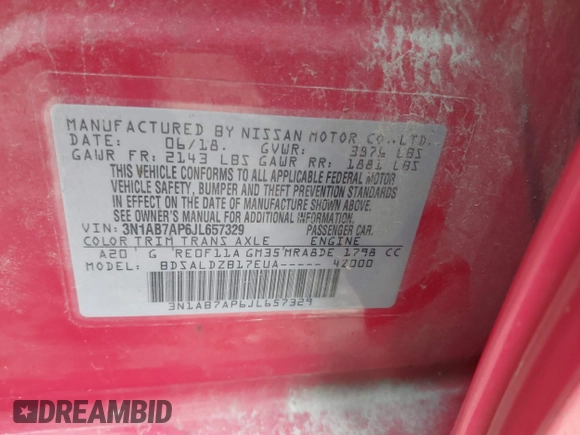 MANUFACTURED BY NISSAN MOTOR CO.,LTD.
DATE: 06/18. GVWR: 3976 LBS
GAWR FR: 2143 LBS GAWR RR: 1881 LBS
THIS VEHICLE CONFORMS TO ALL APPLICABLE FEDERAL MOTOR
VEHICLE SAFETY, BUMPER AND THEFT PREVENTION STANDARDS
IN EFFECT ON THE DATE OF MANUFACTURE SHOWN ABOVE.
SEE OWNER'S MANUAL FOR ADDITIONAL INFORMATION.
VIN: 3N1AB7AP6JL657329 PASSENGER CAR.
COLOR TRIM TRANS AXLE ENGINE
A20 G RE0F11A GM35 MRA8DE 1798 CC
MODEL: BDSALDZB17EUA----- 42000
3N1AB7AP6JL657329
DREAMBID